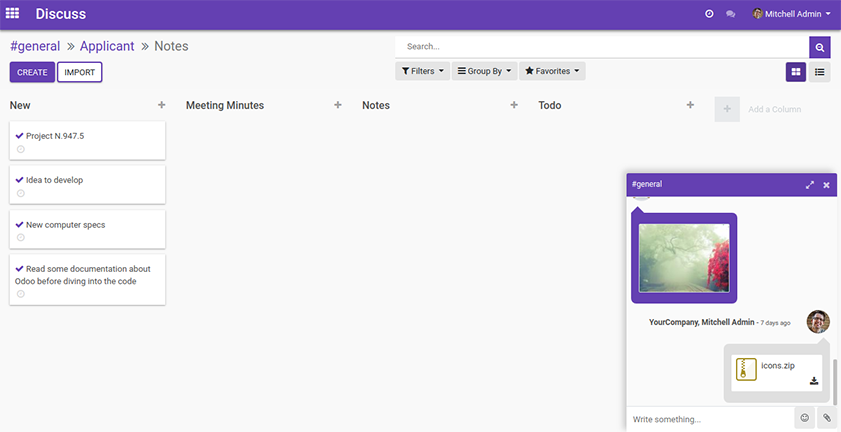 Discuss
Mitchell Admin
#general » Applicant » Notes
Search...
CREATE
IMPORT
Filters
Group By
Favorites
New
Meeting Minutes
Notes
Todo
Add a Column
Project N.947.5
Idea to develop
New computer specs
Read some documentation about
Odoo before diving into the code
#general
YourCompany, Mitchell Admin - 7 days ago
icons.zip
Write something...